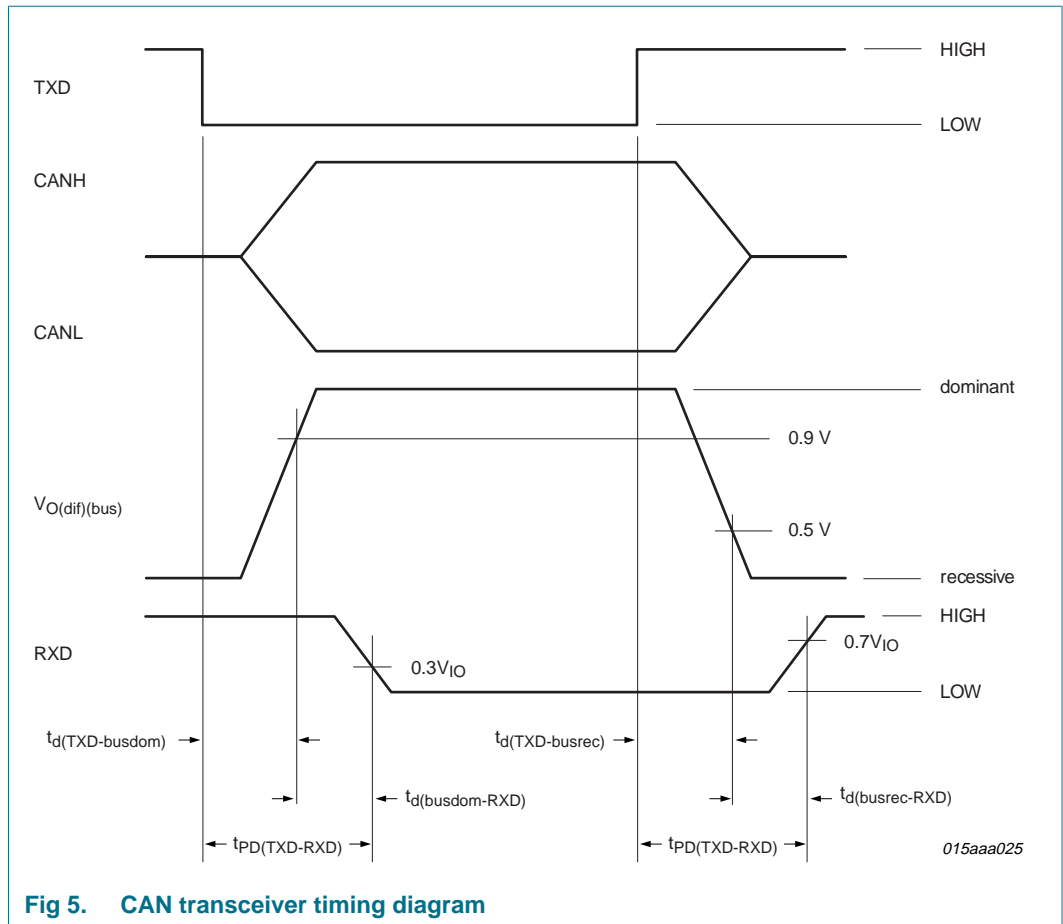 TXD
HIGH
LOW
CANH
CANL
dominant
0.9 V
VO(dif)(bus)
0.5 V
recessive
HIGH
RXD
0.3VIO
0.7VIO
LOW
td(TXD-busdom)
td(TXD-busrec)
td(busdom-RXD)
td(busrec-RXD)
tPD(TXD-RXD)
tPD(TXD-RXD)
015aaa025
Fig 5. CAN transceiver timing diagram